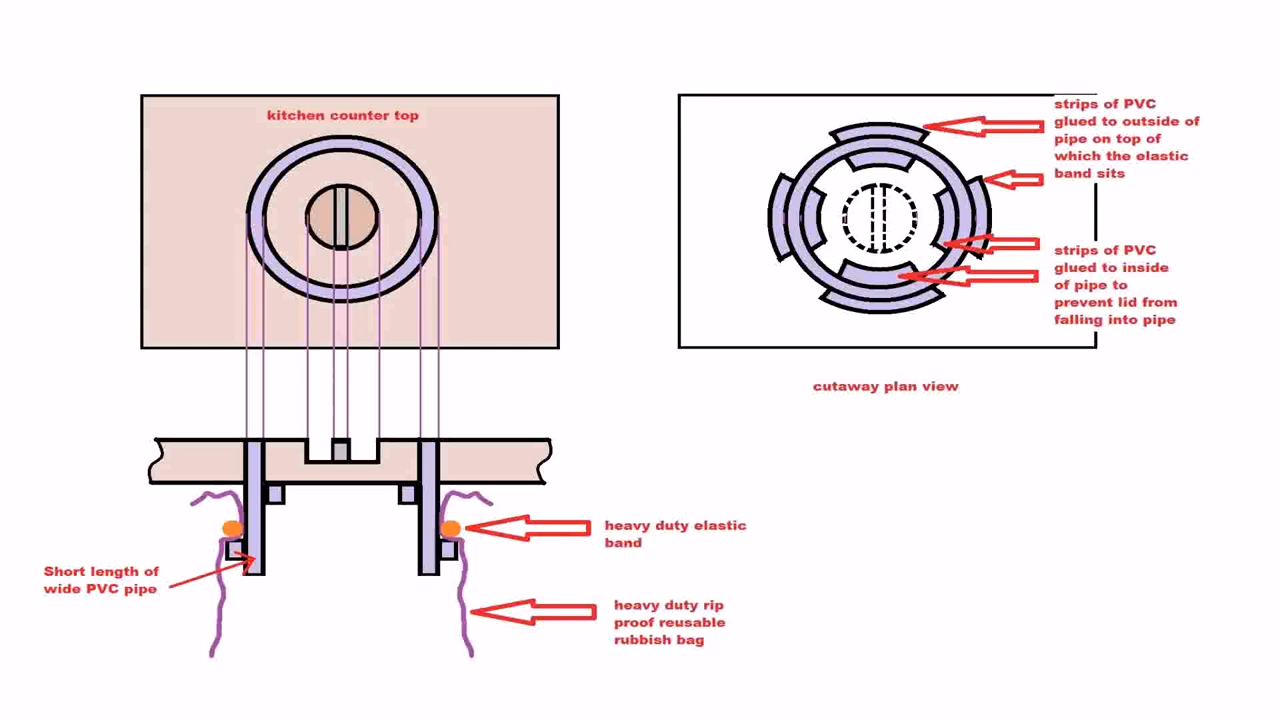 kitchen counter top
strips of PVC
glued to outside of
pipe on top of
which the elastic
band sits
strips of PVC
glued to inside
of pipe to
prevent lid from
falling into pipe
cutaway plan view
heavy duty elastic
band
Short length of
wide PVC pipe
heavy duty rip
proof reusable
rubbish bag